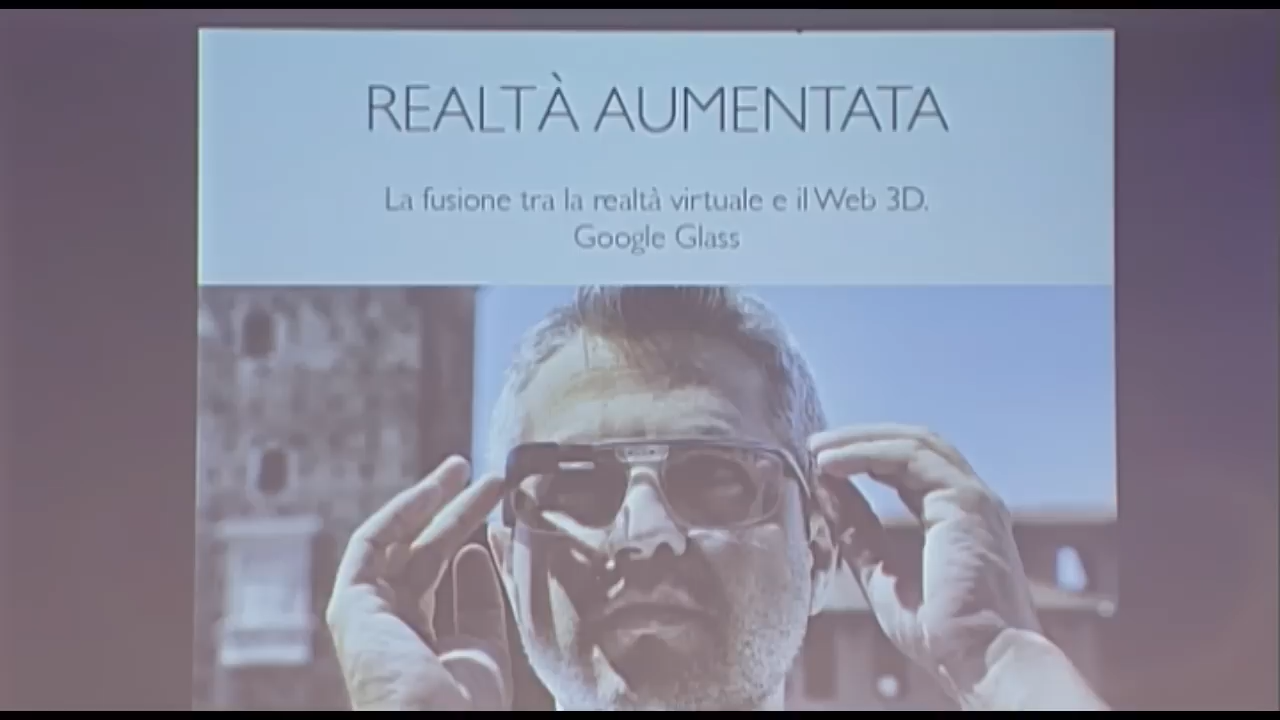 REALTÀ AUMENTATA
La fusione tra la realtà virtuale e il Web 3D.
Google Glass